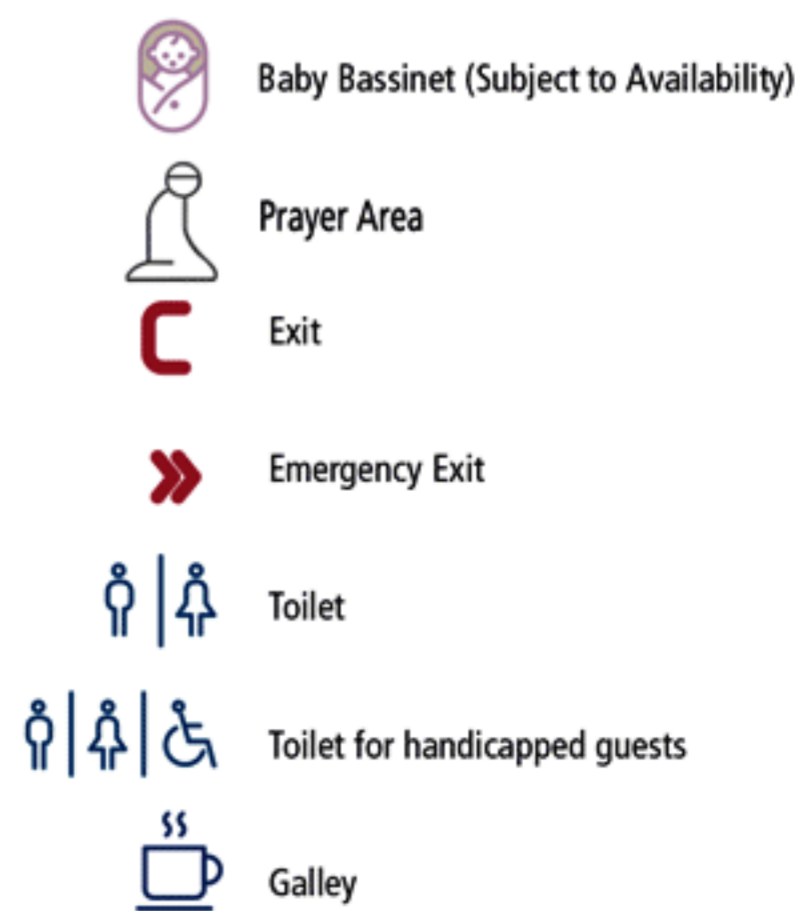 Baby Bassinet (Subject to Availability)
Prayer Area
Exit
Emergency Exit
Toilet
Toilet for handicapped guests
Galley